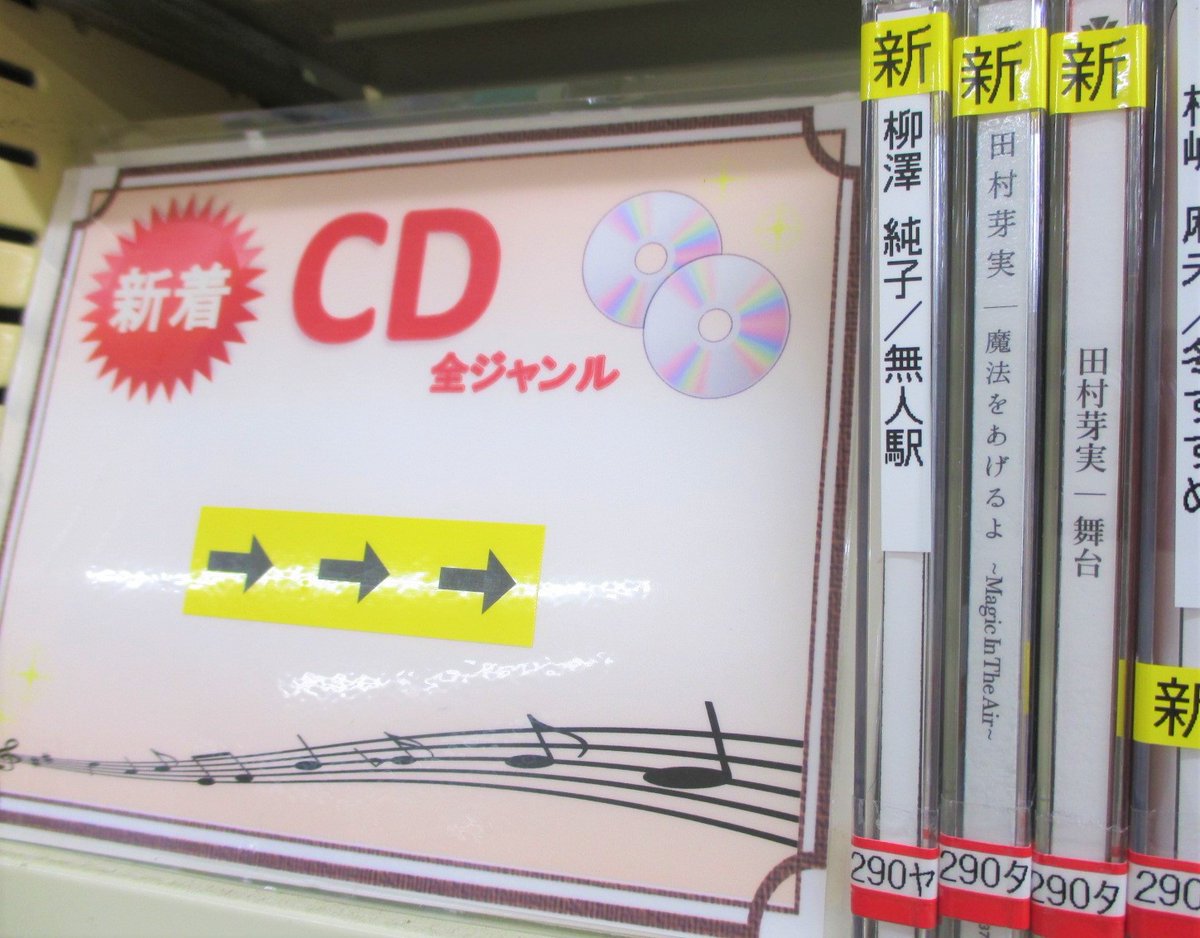 新着
CD
全ジャンル
新
柳澤 純子／無人駅
290ヤ
新
田村芽実｜魔法をあげるよ ~Magic In The Air~
290タ
新
田村芽実｜舞台
290タ
新
290